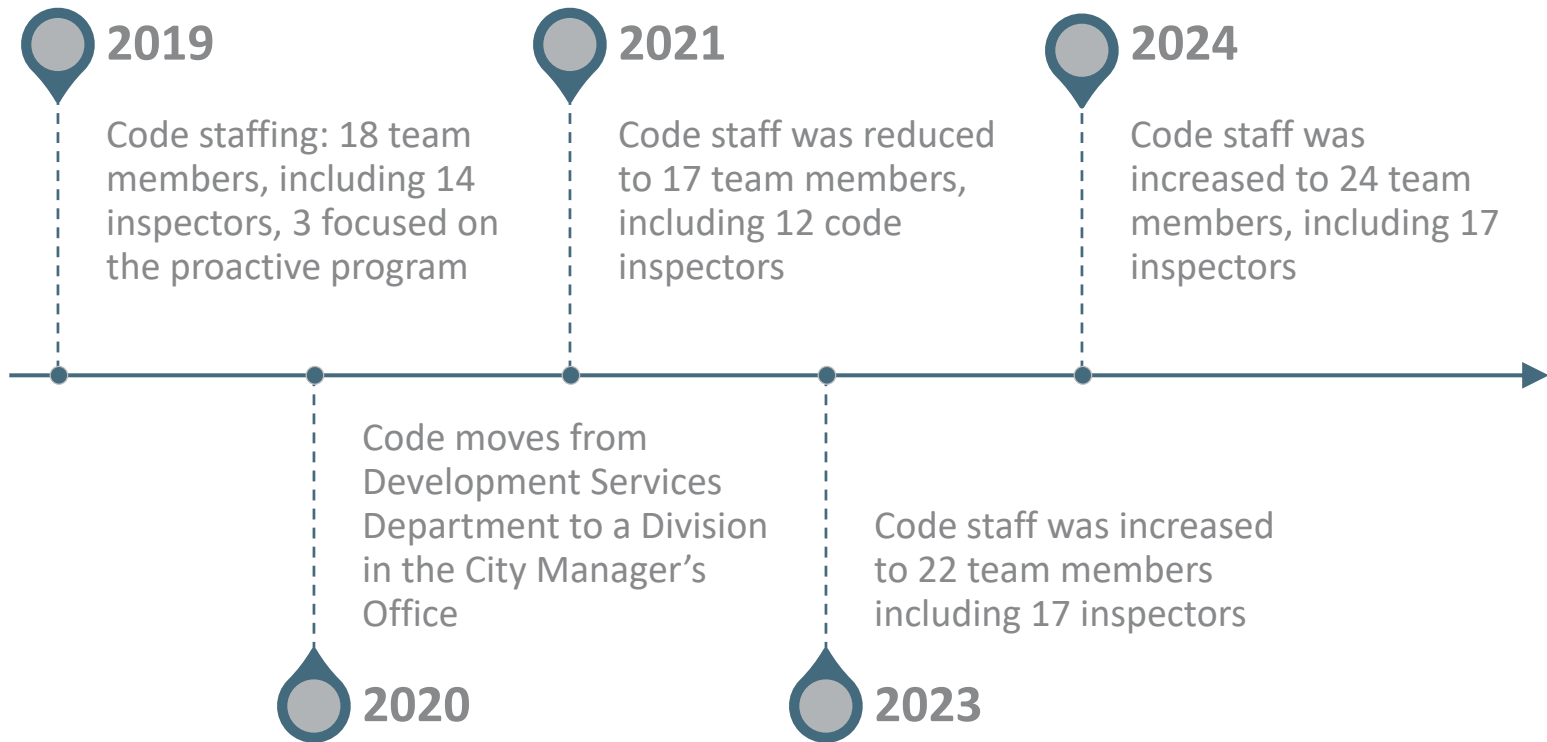 2019
Code staffing: 18 team
members, including 14
inspectors, 3 focused on
the proactive program
2020
Code moves from
Development Services
Department to a Division
in the City Manager’s
Office
2021
Code staff was reduced
to 17 team members,
including 12 code
inspectors
2023
Code staff was increased
to 22 team members
including 17 inspectors
2024
Code staff was
increased to 24 team
members, including 17
inspectors